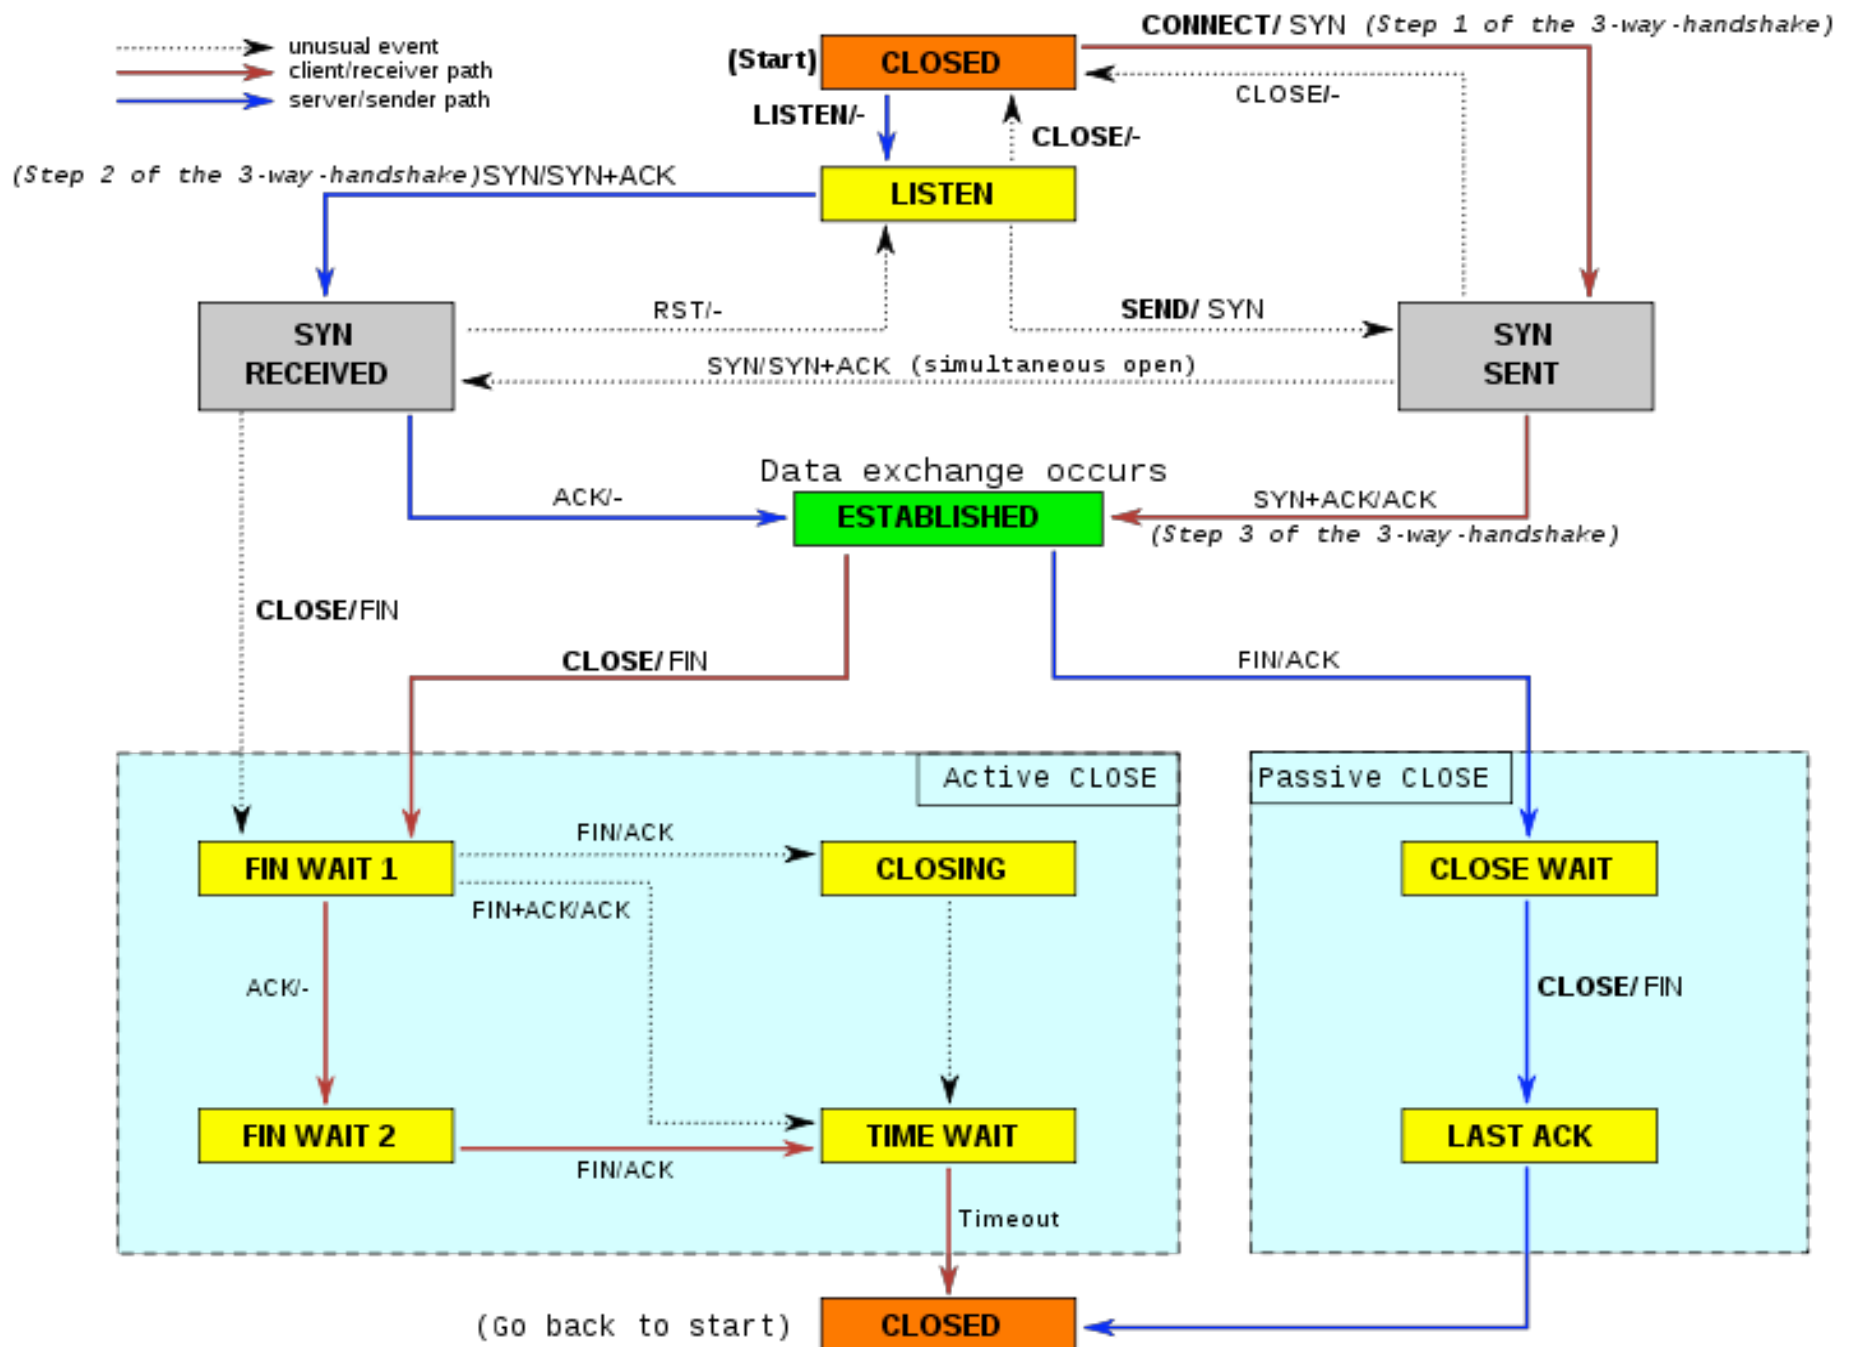 CONNECT/ SYN (Step 1 of the 3-way-handshake)
unusual event
client/receiver path
server/sender path
(Start)
CLOSED
CLOSE/-
LISTEN/-
CLOSE/-
(Step 2 of the 3-way-handshake)SYN/SYN+ACK
LISTEN
RST/-
SEND/ SYN
SYN
RECEIVED
SYN
SENT
SYN/SYN+ACK (simultaneous open)
Data exchange occurs
ACK/-
ESTABLISHED
SYN+ACK/ACK
(Step 3 of the 3-way-handshake)
CLOSE/FIN
CLOSE/ FIN
FIN/ACK
Active CLOSE
Passive CLOSE
FIN/ACK
FIN WAIT 1
CLOSING
CLOSE WAIT
FIN+ACK/ACK
ACK/-
CLOSE/ FIN
FIN WAIT 2
TIME WAIT
LAST ACK
FIN/ACK
Timeout
(Go back to start)
CLOSED